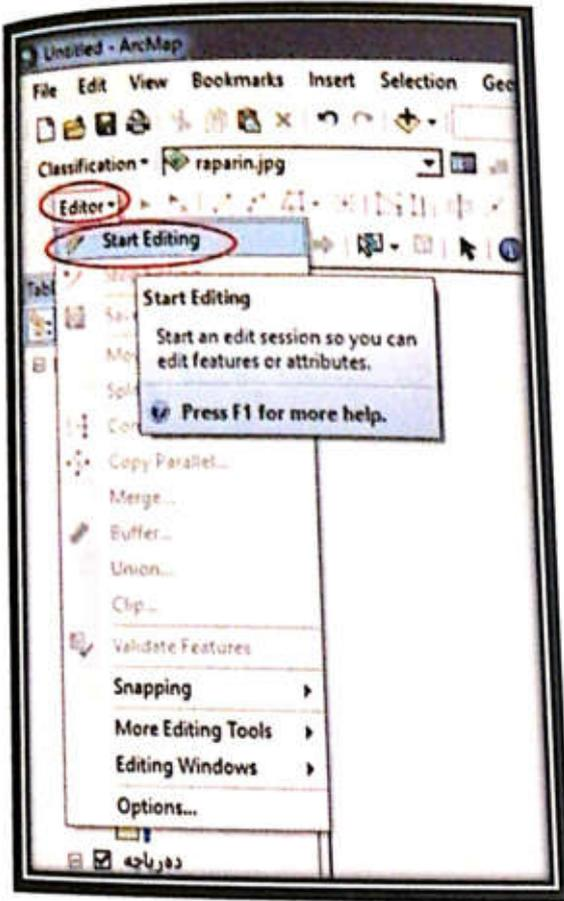 Untitled - ArcMap
File Edit View Bookmarks Insert Selection Geo
Classification raparin.jpg
Editor
Start Editing
Start Editing
Start an edit session so you can
edit features or attributes.
Press F1 for more help.
Copy Parallel...
Merge...
Buffer...
Union...
Clip...
Validate Features
Snapping
More Editing Tools
Editing Windows
Options...
دەریاچە